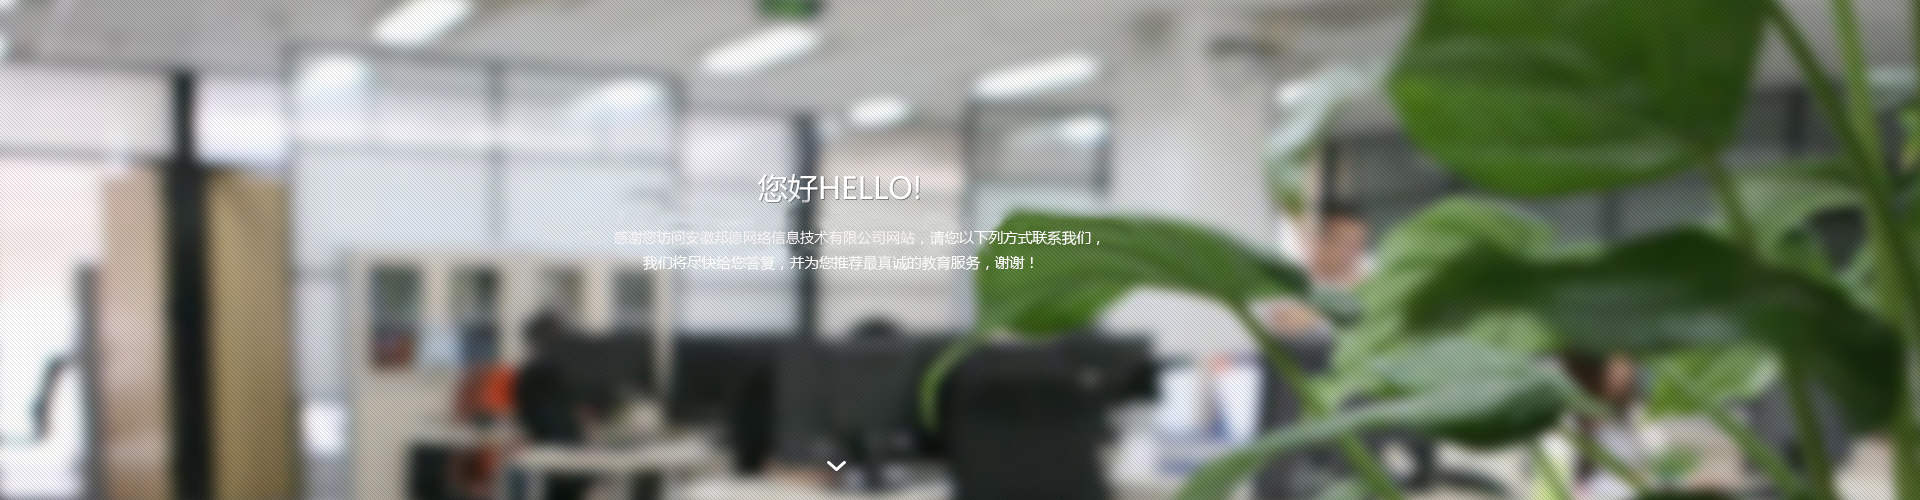 您好HELLO!
感谢您访问安徽邦德网络信息技术有限公司网站，请您以下列方式联系我们，
我们将尽快给您答复，并为您推荐最真诚的教育服务，谢谢！